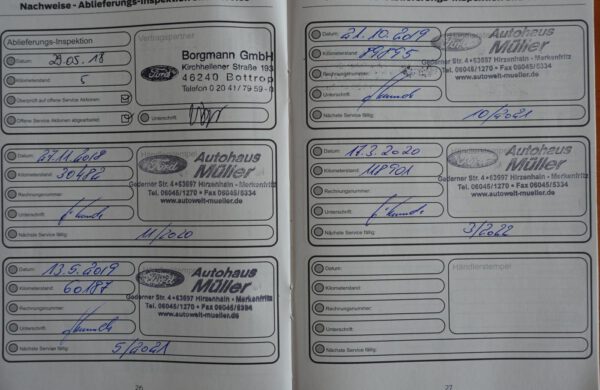 Nachweise - Ablieferungs-Inspektion
Ablieferungs-Inspektion
Datum: 29.05.18
Kilometerstand: 5
Überprüft auf offene Service Aktionen:
Offene Service Aktionen abgearbeitet:
Vertragspartner
Borgmann GmbH
Kirchhellener Straße 193
46240 Bottrop
Telefon 0 20 41 / 79 59 - 0
Ford
Unterschrift:
Datum: 27.11.2018
Kilometerstand: 30482
Rechnungsnummer:
Unterschrift:
Nächste Service fällig: 11/2020
Ford
Autohaus
Müller
Gederner Str. 4 • 63697 Hirzenhain - Merkenfritz
Tel. 06045/1270 • Fax 06045/5334
www.autowelt-mueller.de
Datum: 13.5.2019
Kilometerstand: 60187
Rechnungsnummer:
Unterschrift:
Nächste Service fällig: 5/2021
Ford
Autohaus
Müller
Gederner Str. 4 • 63697 Hirzenhain - Merkenfritz
Tel. 06045/1270 • Fax 06045/5334
www.autowelt-mueller.de
26
Datum: 21.10.2019
Kilometerstand: 89895
Rechnungsnummer:
Unterschrift:
Nächste Service fällig: 10/2021
Ford
Autohaus
Müller
Gederner Str. 4 • 63697 Hirzenhain - Merkenfritz
Tel. 06045/1270 • Fax 06045/5334
www.autowelt-mueller.de
Datum: 17.3.2020
Kilometerstand: 118901
Rechnungsnummer:
Unterschrift:
Nächste Service fällig: 3/2022
Ford
Autohaus
Müller
Gederner Str. 4 • 63697 Hirzenhain - Merkenfritz
Tel. 06045/1270 • Fax 06045/5334
www.autowelt-mueller.de
Datum:
Kilometerstand:
Rechnungsnummer:
Unterschrift:
Nächste Service fällig:
Händlerstempel
27